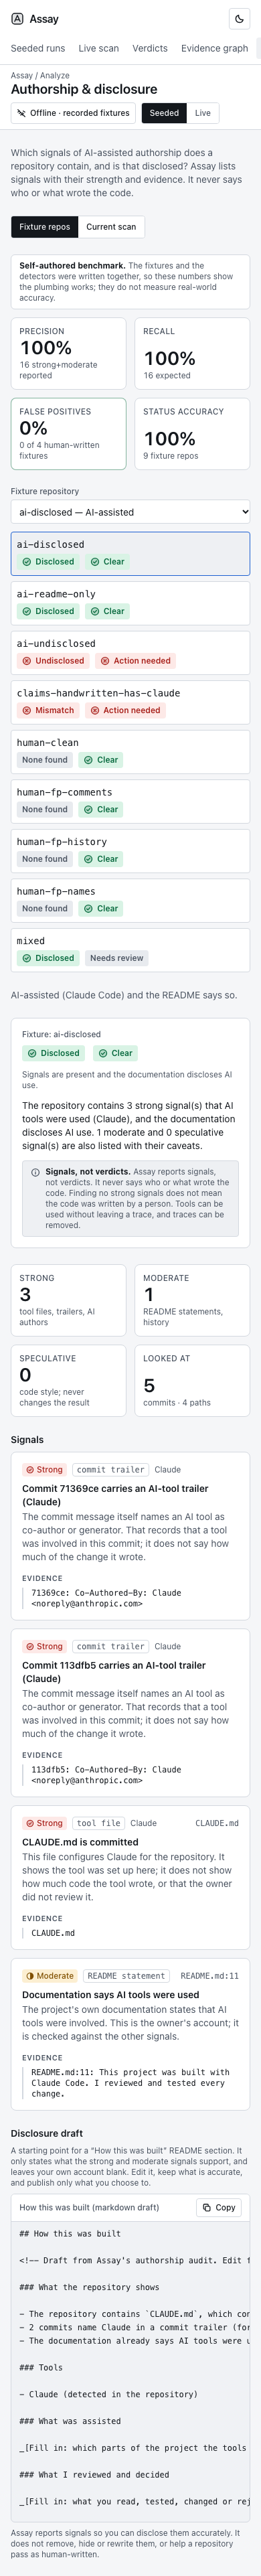 Assay
Seeded runs Live scan Verdicts Evidence graph
Assay / Analyze
Authorship & disclosure
Offline · recorded fixtures Seeded Live
Which signals of AI-assisted authorship does a
repository contain, and is that disclosed? Assay lists
signals with their strength and evidence. It never says
who or what wrote the code.
Fixture repos Current scan
Self-authored benchmark. The fixtures and the
detectors were written together, so these numbers show
the plumbing works; they do not measure real-world
accuracy.
PRECISION
100%
16 strong+moderate
reported
RECALL
100%
16 expected
FALSE POSITIVES
0%
0 of 4 human-written
fixtures
STATUS ACCURACY
100%
9 fixture repos
Fixture repository
ai-disclosed — AI-assisted
ai-disclosed
Disclosed Clear
ai-readme-only
Disclosed Clear
ai-undisclosed
Undisclosed Action needed
claims-handwritten-has-claude
Mismatch Action needed
human-clean
None found Clear
human-fp-comments
None found Clear
human-fp-history
None found Clear
human-fp-names
None found Clear
mixed
Disclosed Needs review
AI-assisted (Claude Code) and the README says so.
Fixture: ai-disclosed
Disclosed Clear
Signals are present and the documentation discloses AI
use.
The repository contains 3 strong signal(s) that AI
tools were used (Claude), and the documentation
discloses AI use. 1 moderate and 0 speculative
signal(s) are also listed with their caveats.
Signals, not verdicts. Assay reports signals,
not verdicts. It never says who or what wrote the
code. Finding no strong signals does not mean
the code was written by a person. Tools can be
used without leaving a trace, and traces can be
removed.
STRONG
3
tool files, trailers, AI
authors
MODERATE
1
README statements,
history
SPECULATIVE
0
code style; never
changes the result
LOOKED AT
5
commits · 4 paths
Signals
Strong commit trailer Claude
Commit 71369ce carries an AI-tool trailer
(Claude)
The commit message itself names an AI tool as
co-author or generator. That records that a tool
was involved in this commit; it does not say how
much of the change it wrote.
EVIDENCE
71369ce: Co-Authored-By: Claude
<noreply@anthropic.com>
Strong commit trailer Claude
Commit 113dfb5 carries an AI-tool trailer
(Claude)
The commit message itself names an AI tool as
co-author or generator. That records that a tool
was involved in this commit; it does not say how
much of the change it wrote.
EVIDENCE
113dfb5: Co-Authored-By: Claude
<noreply@anthropic.com>
Strong tool file Claude CLAUDE.md
CLAUDE.md is committed
This file configures Claude for the repository. It
shows the tool was set up here; it does not show
how much code the tool wrote, or that the owner
did not review it.
EVIDENCE
CLAUDE.md
Moderate README statement README.md:11
Documentation says AI tools were used
The project's own documentation states that AI
tools were involved. This is the owner's account; it
is checked against the other signals.
EVIDENCE
README.md:11: This project was built with
Claude Code. I reviewed and tested every
change.
Disclosure draft
A starting point for a "How this was built" README section. It
only states what the strong and moderate signals support, and
leaves your own account blank. Edit it, keep what is accurate,
and publish only what you choose to.
How this was built (markdown draft) Copy
## How this was built
<!-- Draft from Assay's authorship audit. Edit f
### What the repository shows
- The repository contains `CLAUDE.md`, which con
- 2 commits name Claude in a commit trailer (for
- The documentation already says AI tools were u
### Tools
- Claude (detected in the repository)
### What was assisted
_[Fill in: which parts of the project the tools
### What I reviewed and decided
_[Fill in: what you read, tested, changed or rej
Assay reports signals so you can disclose them accurately. It
does not remove, hide or rewrite them, or help a repository
pass as human-written.